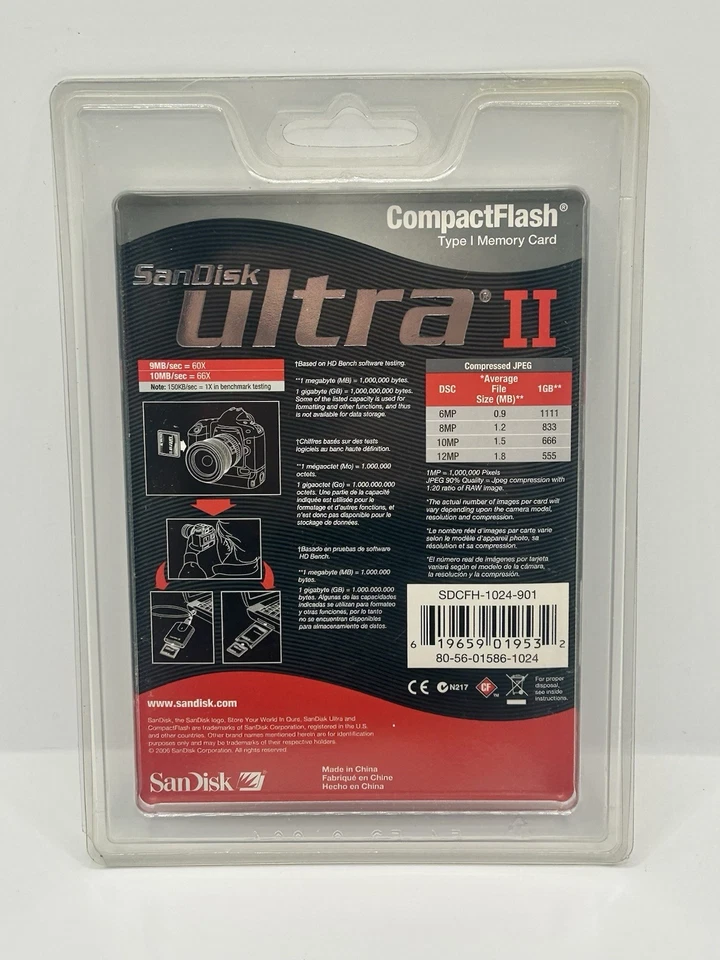 CompactFlash®
Type I Memory Card
SanDisk
ultra® II
9MB/sec = 60X
10MB/sec = 66X
Note: 150KB/sec = 1X in benchmark testing
†Based on HD Bench software testing.
**1 megabyte (MB) = 1,000,000 bytes.
1 gigabyte (GB) = 1,000,000,000 bytes.
Some of the listed capacity is used for
formatting and other functions, and thus
is not available for data storage.
†Chiffres basés sur des tests
logiciels au banc haute définition.
**1 mégaoctet (Mo) = 1,000,000
octets.
1 gigaoctet (Go) = 1.000.000.000
octets. Une partie de la capacité
indiquée est utilisée pour le
formatage et d'autres fonctions, et
n'est donc pas disponible pour le
stockage de données.
†Basado en pruebas de software
HD Bench.
**1 megabyte (MB) = 1.000.000
bytes.
1 gigabyte (GB) = 1.000.000.000
bytes. Algunas de las capacidades
indicadas se utilizan para formateo
y otras funciones, por lo tanto
no se encuentran disponibles
para almacenamiento de datos.
Compressed JPEG
DSC *Average File Size (MB)** 1GB**
6MP 0.9 1111
8MP 1.2 833
10MP 1.5 666
12MP 1.8 555
1MP = 1,000,000 Pixels
JPEG 90% Quality = Jpeg compression with
1:20 ratio of RAW image.
*The actual number of images per card will
vary depending upon the camera model,
resolution and compression.
*Le nombre réel d'images par carte varie
selon le modèle d'appareil photo, sa
résolution et sa compression.
*El número real de imágenes por tarjeta
variará según el modelo de la cámara,
la resolución y la compresión.
SDCFH-1024-901
6 19659 01953 2
80-56-01586-1024
CE N217 CF™
For proper
disposal,
see inside
instructions.
www.sandisk.com
SanDisk, the SanDisk logo, Store Your World In Ours, SanDisk Ultra and
CompactFlash are trademarks of SanDisk Corporation, registered in the U.S.
and other countries. Other brand names mentioned herein are for identification
purposes only and may be trademarks of their respective holders.
© 2006 SanDisk Corporation. All rights reserved.
SanDisk
Made in China
Fabriqué en Chine
Hecho en China